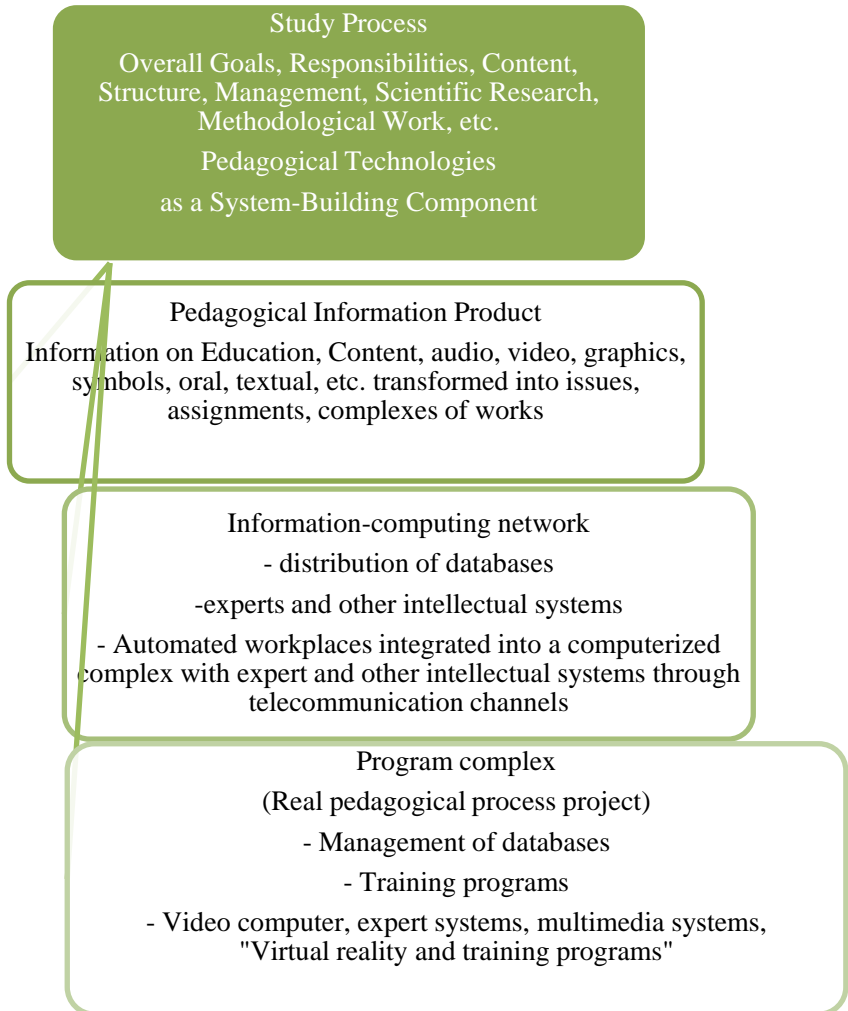 Study Process
Overall Goals, Responsibilities, Content,
Structure, Management, Scientific Research,
Methodological Work, etc.
Pedagogical Technologies
as a System-Building Component
Pedagogical Information Product
Information on Education, Content, audio, video, graphics,
symbols, oral, textual, etc. transformed into issues,
assignments, complexes of works
Information-computing network
- distribution of databases
-experts and other intellectual systems
- Automated workplaces integrated into a computerized
complex with expert and other intellectual systems through
telecommunication channels
Program complex
(Real pedagogical process project)
- Management of databases
- Training programs
- Video computer, expert systems, multimedia systems,
"Virtual reality and training programs"